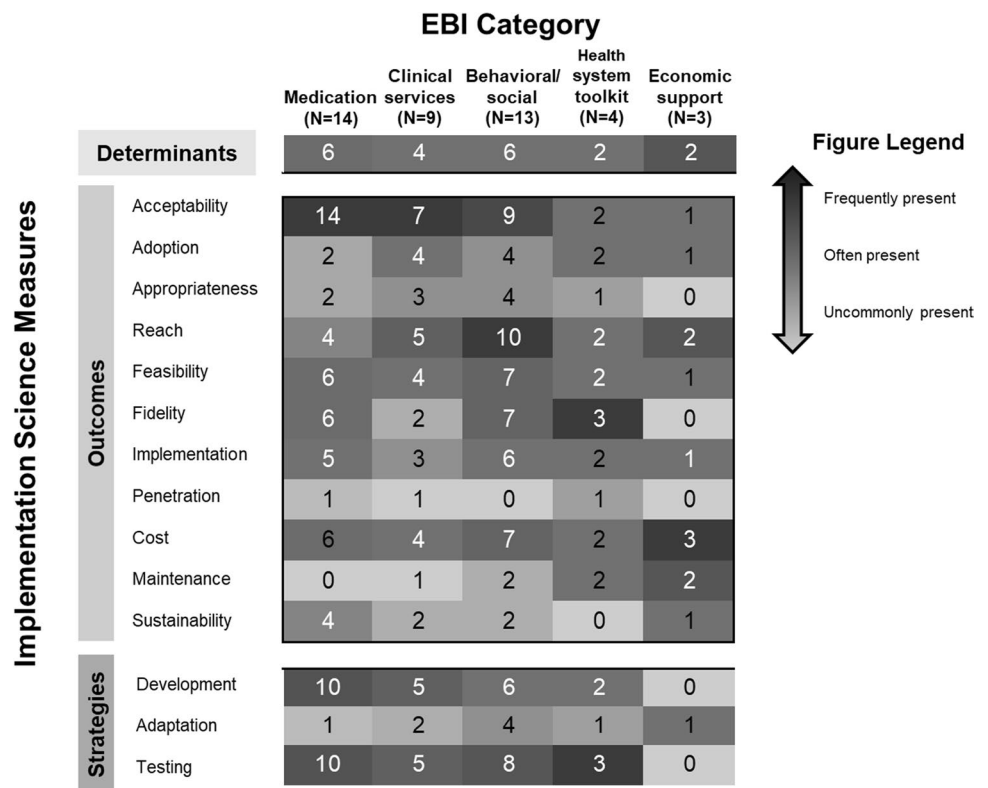 EBI Category
Medication
(N=14)
Clinical
services
(N=9)
Behavioral/
social
(N=13)
Health
system
toolkit
(N=4)
Economic
support
(N=3)
Determinants 6 4 6 2 2
Figure Legend
Frequently present
Often present
Uncommonly present
Implementation Science Measures
Outcomes
Acceptability 14 7 9 2 1
Adoption 2 4 4 2 1
Appropriateness 2 3 4 1 0
Reach 4 5 10 2 2
Feasibility 6 4 7 2 1
Fidelity 6 2 7 3 0
Implementation 5 3 6 2 1
Penetration 1 1 0 1 0
Cost 6 4 7 2 3
Maintenance 0 1 2 2 2
Sustainability 4 2 2 0 1
Strategies
Development 10 5 6 2 0
Adaptation 1 2 4 1 1
Testing 10 5 8 3 0